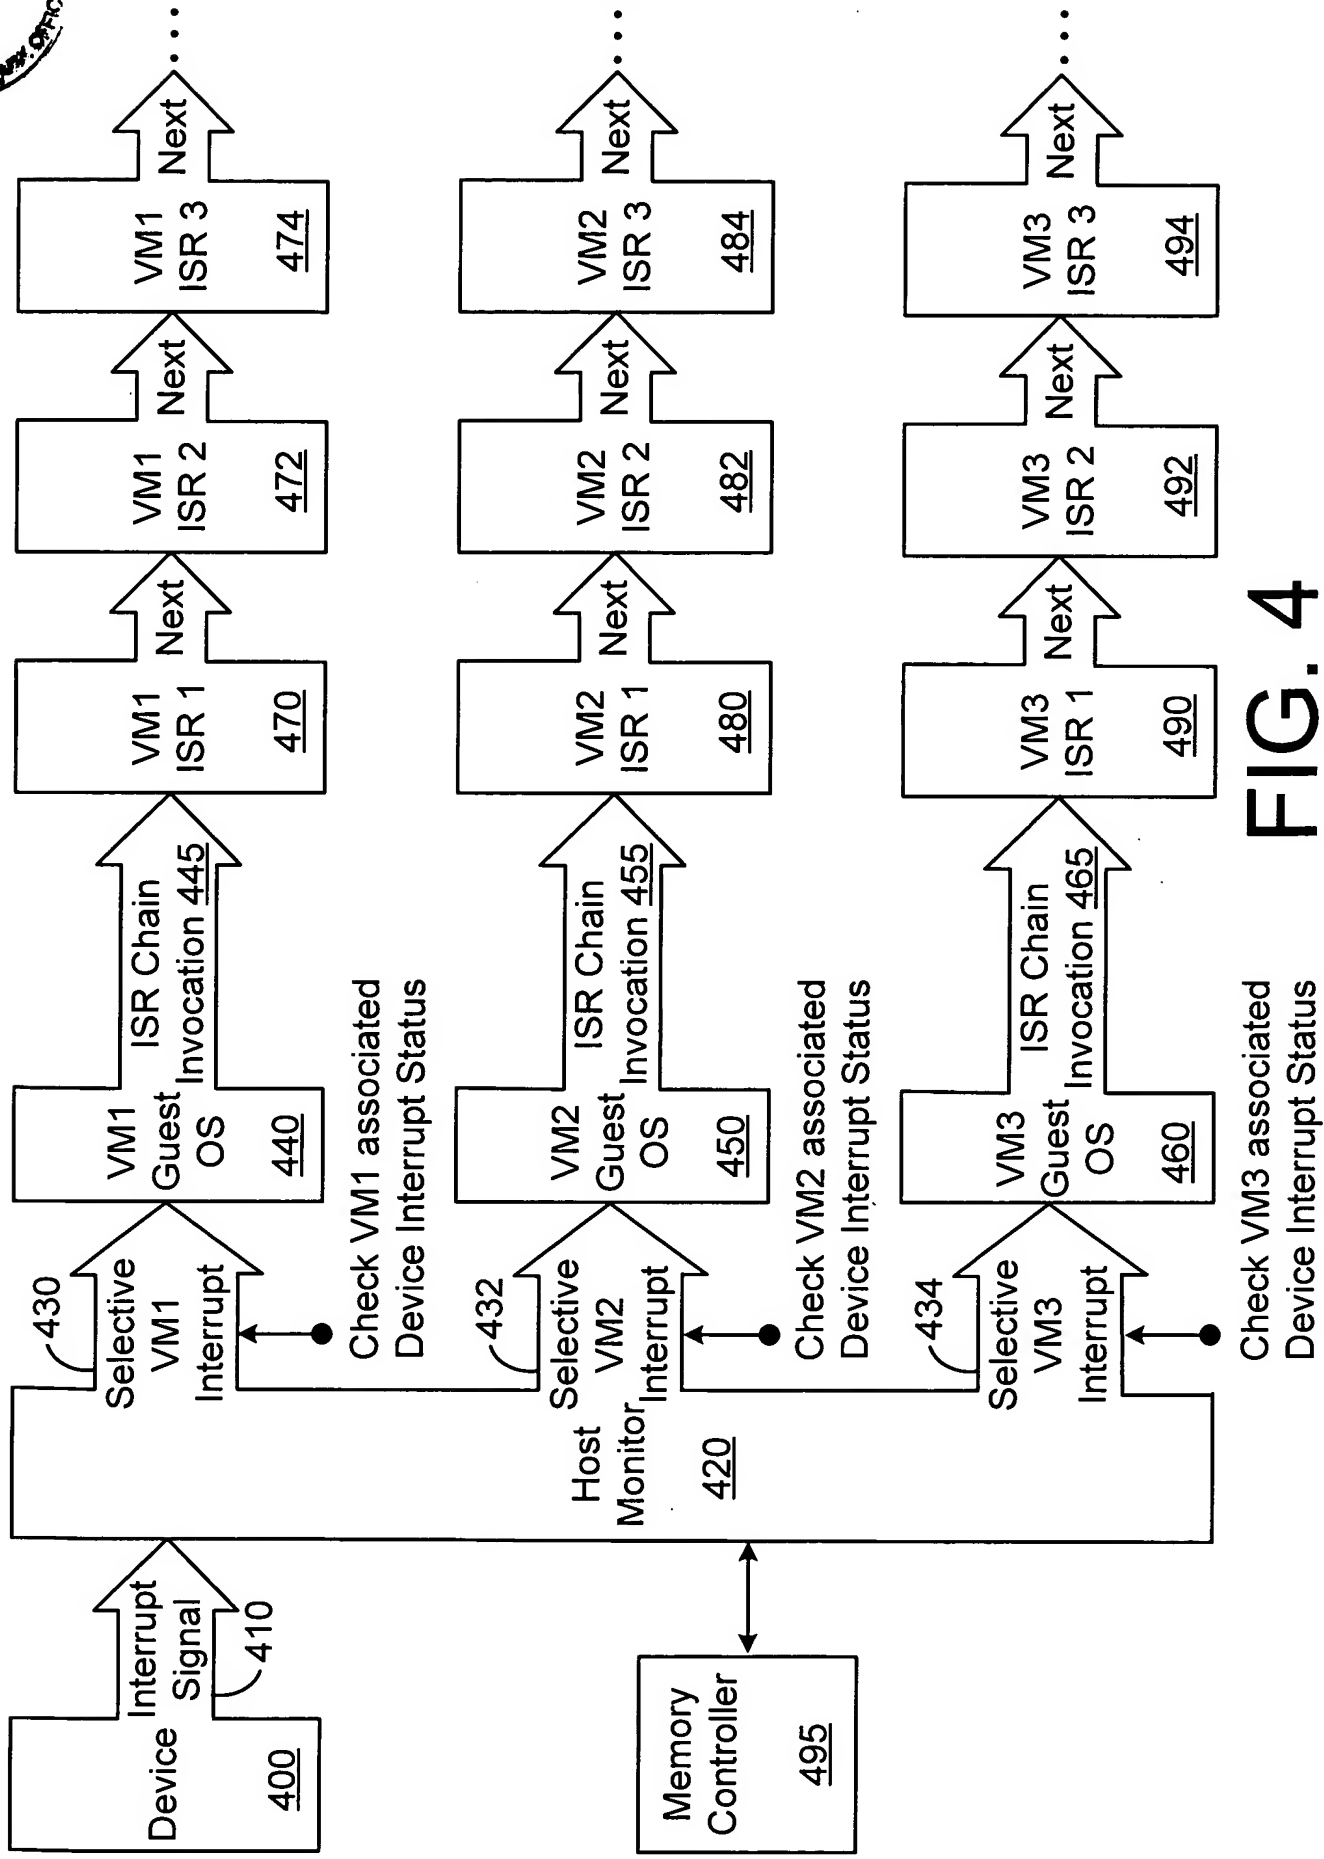 Device
400
Interrupt
Signal
410
Memory
Controller
495
Host
Monitor
420
430
Selective
VM1
Interrupt
Check VM1 associated
Device Interrupt Status
VM1
Guest
OS
440
ISR Chain
Invocation 445
VM1
ISR 1
470
Next
VM1
ISR 2
472
Next
VM1
ISR 3
474
Next
432
Selective
VM2
Interrupt
Check VM2 associated
Device Interrupt Status
VM2
Guest
OS
450
ISR Chain
Invocation 455
VM2
ISR 1
480
Next
VM2
ISR 2
482
Next
VM2
ISR 3
484
Next
434
Selective
VM3
Interrupt
Check VM3 associated
Device Interrupt Status
VM3
Guest
OS
460
ISR Chain
Invocation 465
VM3
ISR 1
490
Next
VM3
ISR 2
492
Next
VM3
ISR 3
494
Next
FIG. 4